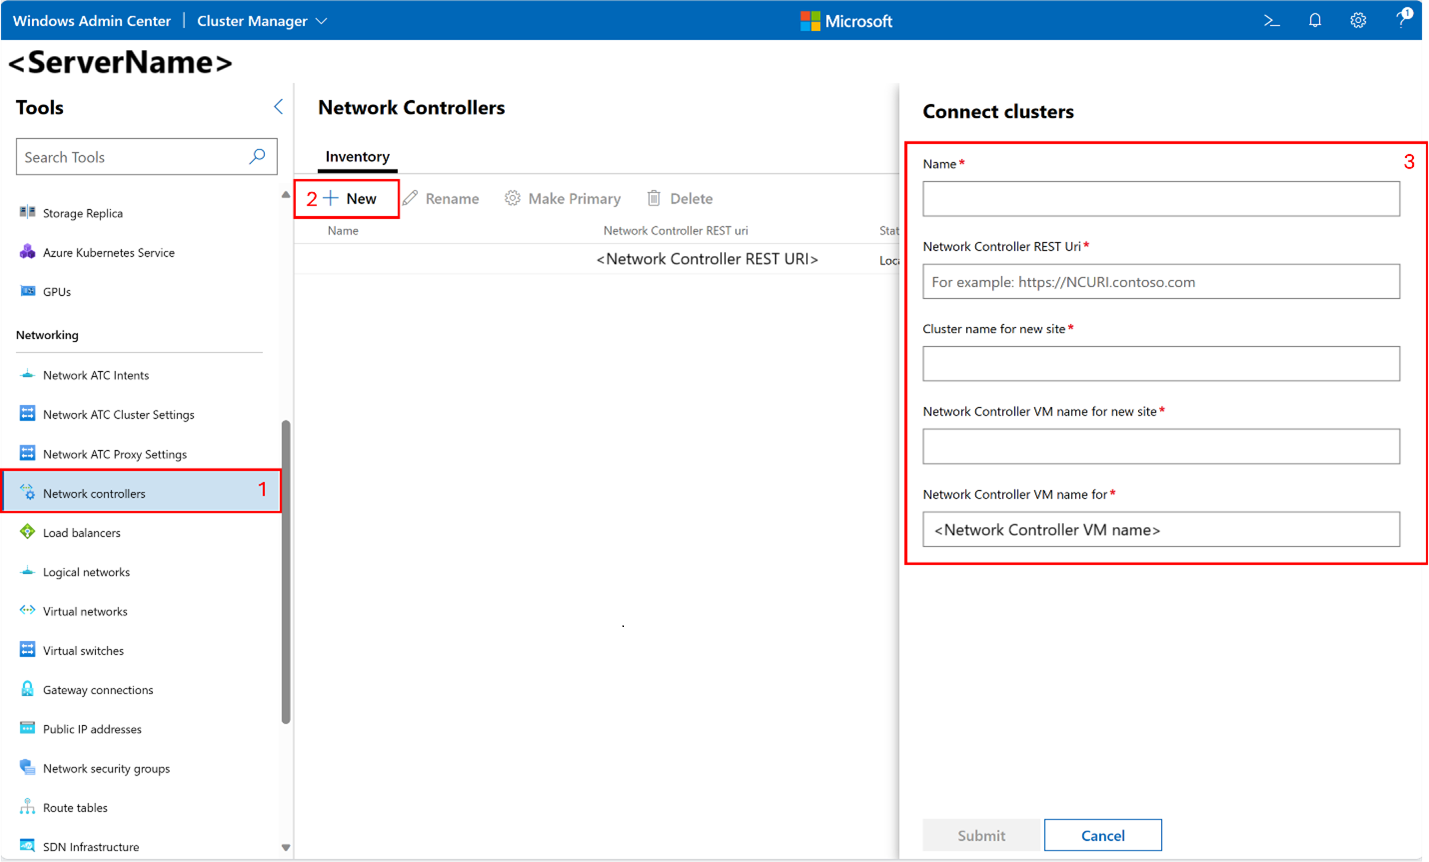 Windows Admin Center | Cluster Manager
Microsoft
1
<ServerName>
Tools
Search Tools
Storage Replica
Azure Kubernetes Service
GPUs
Networking
Network ATC Intents
Network ATC Cluster Settings
Network ATC Proxy Settings
Network controllers 1
Load balancers
Logical networks
Virtual networks
Virtual switches
Gateway connections
Public IP addresses
Network security groups
Route tables
SDN Infrastructure
Network Controllers
Inventory
2 + New Rename Make Primary Delete
Name Network Controller REST uri Stat
<Network Controller REST URI> Loca
.
Connect clusters
3
Name*
Network Controller REST Uri*
For example: https://NCURI.contoso.com
Cluster name for new site*
Network Controller VM name for new site*
Network Controller VM name for*
<Network Controller VM name>
Submit Cancel